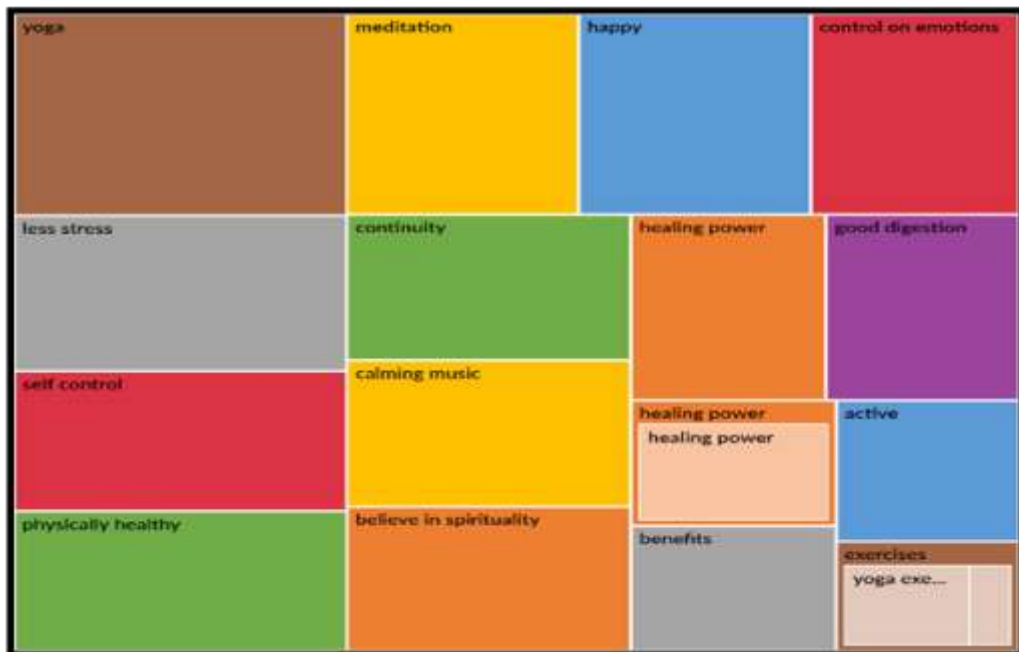 yoga
meditation
happy
control on emotions
less stress
continuity
healing power
good digestion
self control
calming music
healing power
healing power
active
physically healthy
believe in spirituality
benefits
exercises
yoga exe...